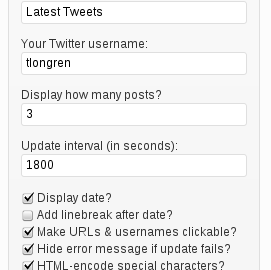 Latest Tweets
Your Twitter username:
tlongren
Display how many posts?
3
Update interval (in seconds):
1800
Display date?
Add linebreak after date?
Make URLs & usernames clickable?
Hide error message if update fails?
HTML-encode special characters?